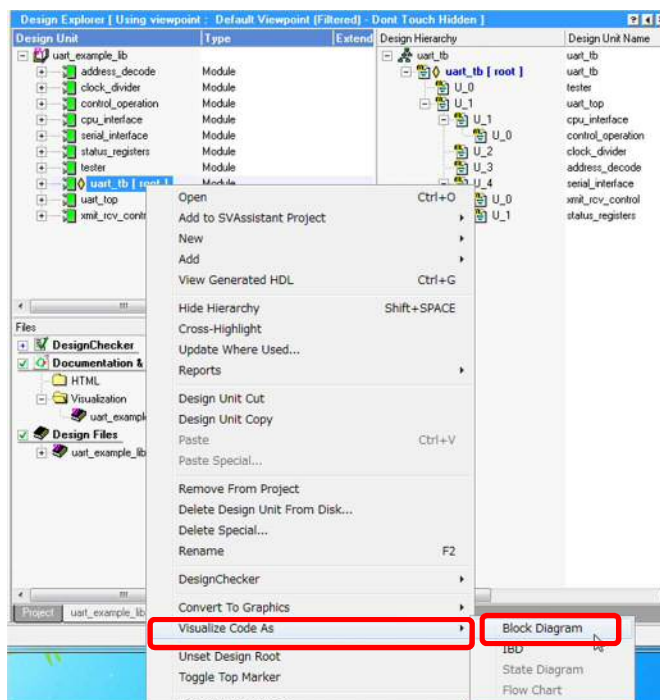 Design Explorer [ Using viewpoint : Default Viewpoint (Filtered) - Dont Touch Hidden ]
Design Unit Type Extend
uart_example_lib
address_decode Module
clock_divider Module
control_operation Module
cpu_interface Module
serial_interface Module
status_registers Module
tester Module
uart_tb [ root ] Module
uart_top
xmit_rcv_contr
Design Hierarchy Design Unit Name
uart_tb uart_tb
uart_tb [ root ] uart_tb
U_0 tester
U_1 uart_top
U_1 cpu_interface
U_0 control_operation
U_2 clock_divider
U_3 address_decode
U_4 serial_interface
U_0 xmit_rcv_control
U_1 status_registers
Files
DesignChecker
Documentation &
HTML
Visualization
uart_exampl
Design Files
uart_example_lib
Project uart_example_lib
Open Ctrl+O
Add to SVAssistant Project
New
Add
View Generated HDL Ctrl+G
Hide Hierarchy Shift+SPACE
Cross-Highlight
Update Where Used...
Reports
Design Unit Cut
Design Unit Copy
Paste Ctrl+V
Paste Special...
Remove From Project
Delete Design Unit From Disk...
Delete Special...
Rename F2
DesignChecker
Convert To Graphics
Visualize Code As
Unset Design Root
Toggle Top Marker
Block Diagram
IBD
State Diagram
Flow Chart